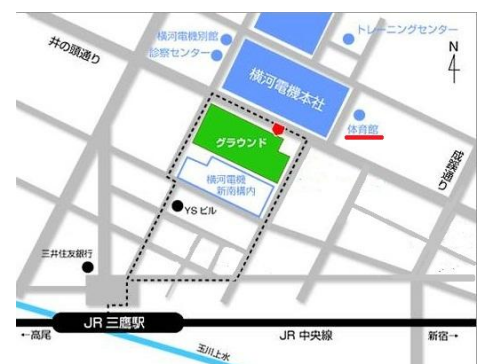 トレーニングセンター
横河電機別館
診察センター
井の頭通り
N
横河電機本社
体育館
グラウンド
成蹊通り
横河電機
新南構内
YS ビル
三井住友銀行
JR 三鷹駅
JR 中央線
←高尾
新宿→
玉川上水